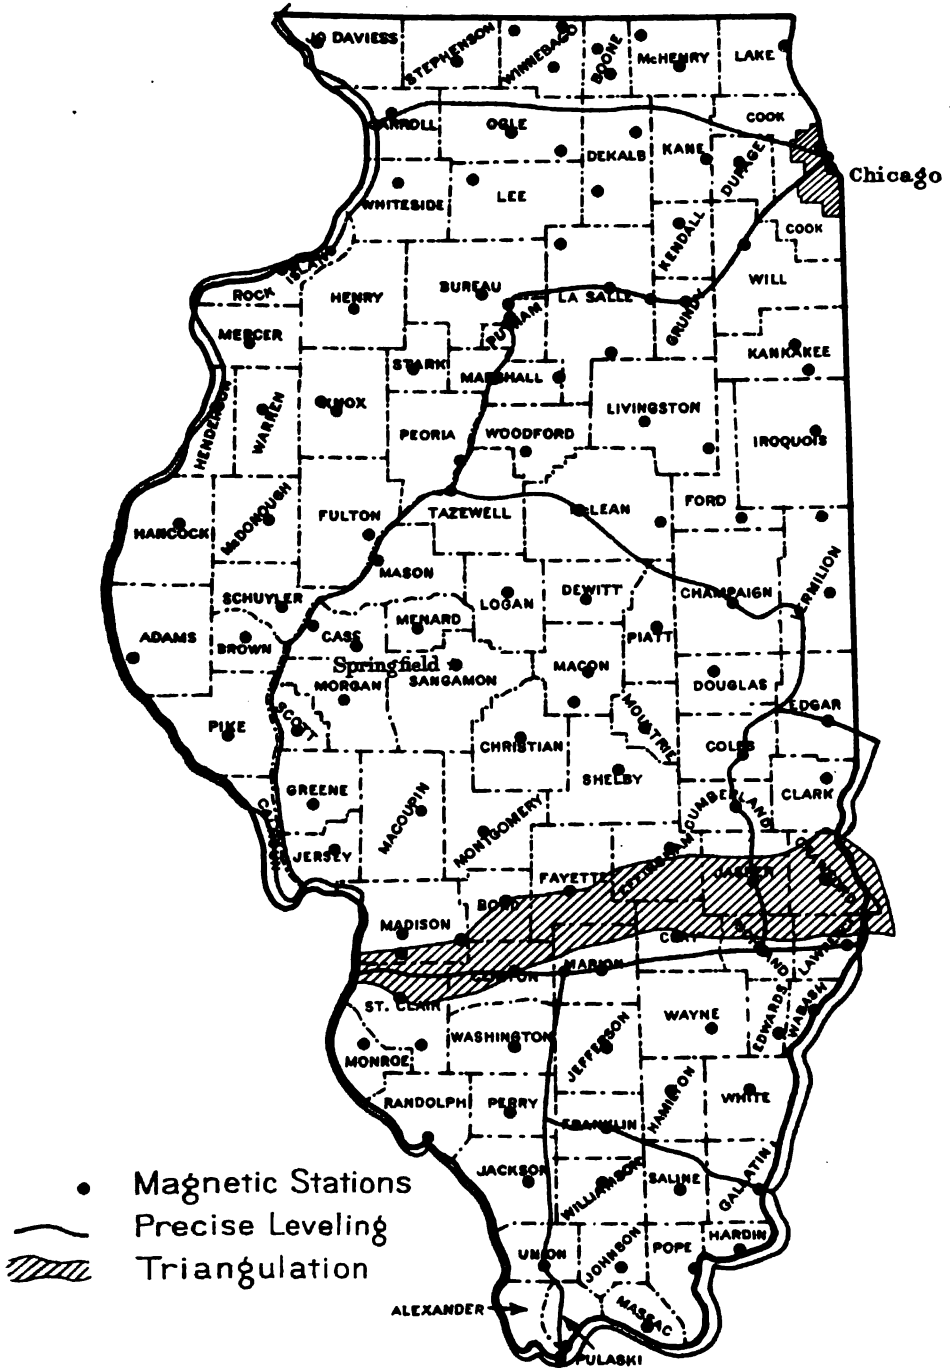 JO DAVIESS
STEPHENSON
WINNEBAGO
BOONE
McHENRY
LAKE
CARROLL
OGLE
DEKALB
KANE
COOK
DUPAGE
Chicago
WHITESIDE
LEE
KENDALL
COOK
ROCK ISLAND
HENRY
BUREAU
LA SALLE
GRUNDY
WILL
MERCER
PUTNAM
STARK
MARSHALL
KANKAKEE
HENDERSON
WARREN
KNOX
PEORIA
WOODFORD
LIVINGSTON
IROQUOIS
HANCOCK
McDONOUGH
FULTON
TAZEWELL
McLEAN
FORD
MASON
SCHUYLER
LOGAN
DEWITT
CHAMPAIGN
VERMILION
ADAMS
BROWN
CASS
MENARD
PIATT
Springfield
MORGAN
SANGAMON
MACON
DOUGLAS
PIKE
SCOTT
CHRISTIAN
MOULTRIE
COLES
EDGAR
GREENE
MACOUPIN
SHELBY
CUMBERLAND
CLARK
CALHOUN
JERSEY
MONTGOMERY
FAYETTE
EFFINGHAM
JASPER
CRAWFORD
MADISON
BOND
CLAY
RICHLAND
LAWRENCE
CLINTON
MARION
ST. CLAIR
WASHINGTON
JEFFERSON
WAYNE
EDWARDS
WABASH
MONROE
RANDOLPH
PERRY
FRANKLIN
HAMILTON
WHITE
JACKSON
WILLIAMSON
SALINE
GALLATIN
UNION
JOHNSON
POPE
HARDIN
ALEXANDER
MASSAC
PULASKI
Magnetic Stations
Precise Leveling
Triangulation